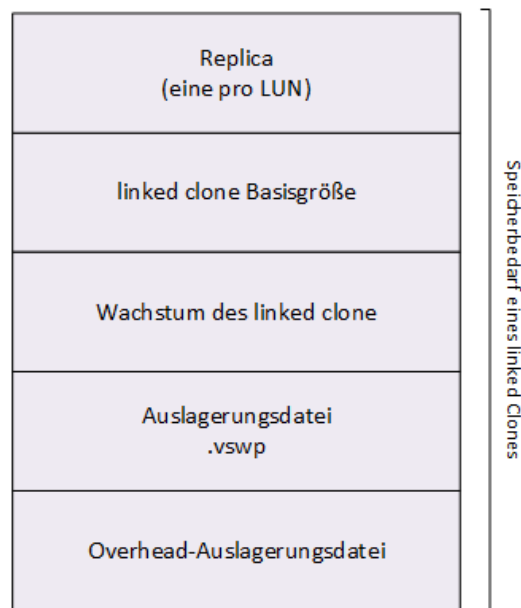 Replica
(eine pro LUN)
linked clone Basisgröße
Wachstum des linked clone
Auslagerungsdatei
.vswp
Overhead-Auslagerungsdatei
Speicherbedarf eines linked Clones